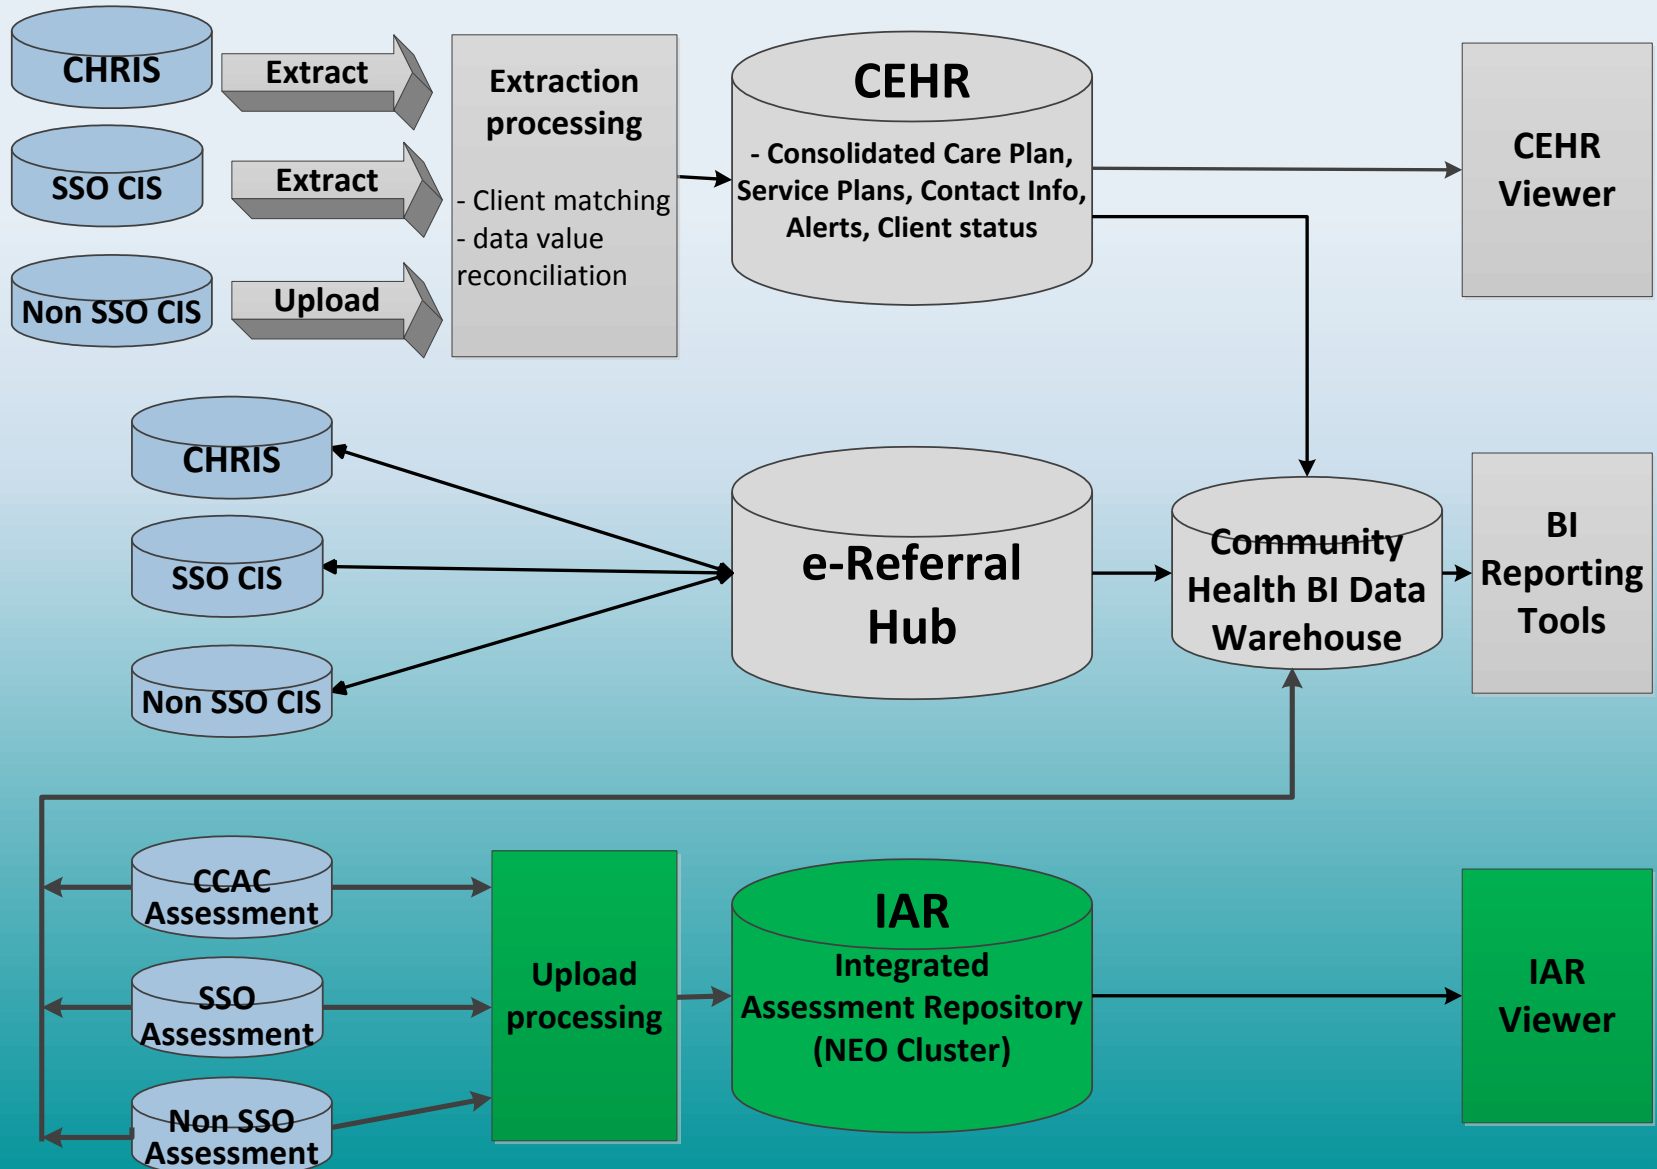 CHRIS
Extract
SSO CIS
Extract
Non SSO CIS
Upload
Extraction
processing
- Client matching
- data value
reconciliation
CEHR
- Consolidated Care Plan,
Service Plans, Contact Info,
Alerts, Client status
CEHR
Viewer
CHRIS
SSO CIS
Non SSO CIS
e-Referral
Hub
Community
Health BI Data
Warehouse
BI
Reporting
Tools
CCAC
Assessment
SSO
Assessment
Non SSO
Assessment
Upload
processing
IAR
Integrated
Assessment Repository
(NEO Cluster)
IAR
Viewer